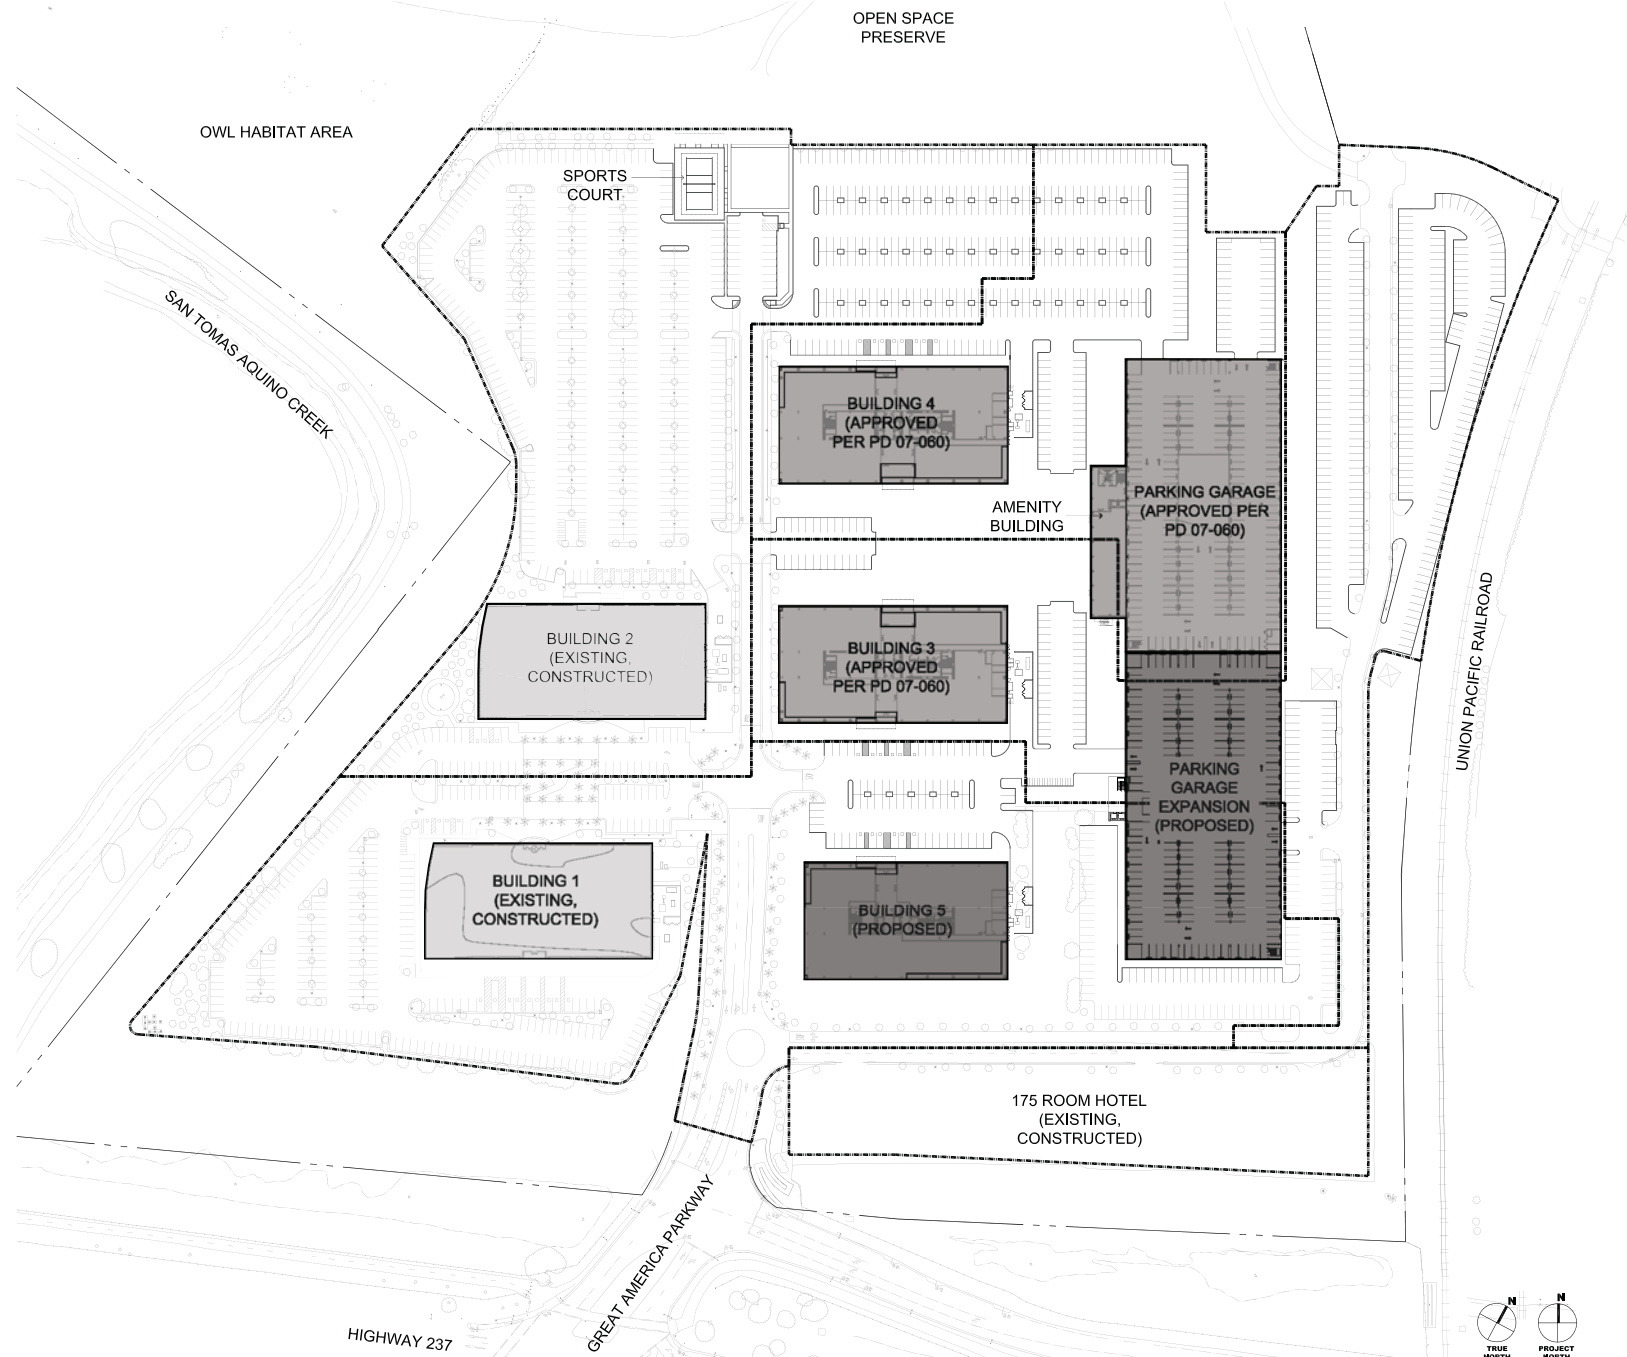 OPEN SPACE
PRESERVE
OWL HABITAT AREA
SPORTS
COURT
SAN TOMAS AQUINO CREEK
BUILDING 4
(APPROVED
PER PD 07-060)
AMENITY
BUILDING
PARKING GARAGE
(APPROVED PER
PD 07-060)
UNION PACIFIC RAILROAD
BUILDING 2
(EXISTING,
CONSTRUCTED)
BUILDING 3
(APPROVED
PER PD 07-060)
PARKING
GARAGE
EXPANSION
(PROPOSED)
BUILDING 1
(EXISTING,
CONSTRUCTED)
BUILDING 5
(PROPOSED)
175 ROOM HOTEL
(EXISTING,
CONSTRUCTED)
GREAT AMERICA PARKWAY
HIGHWAY 237
N
TRUE
NORTH
N
PROJECT
NORTH